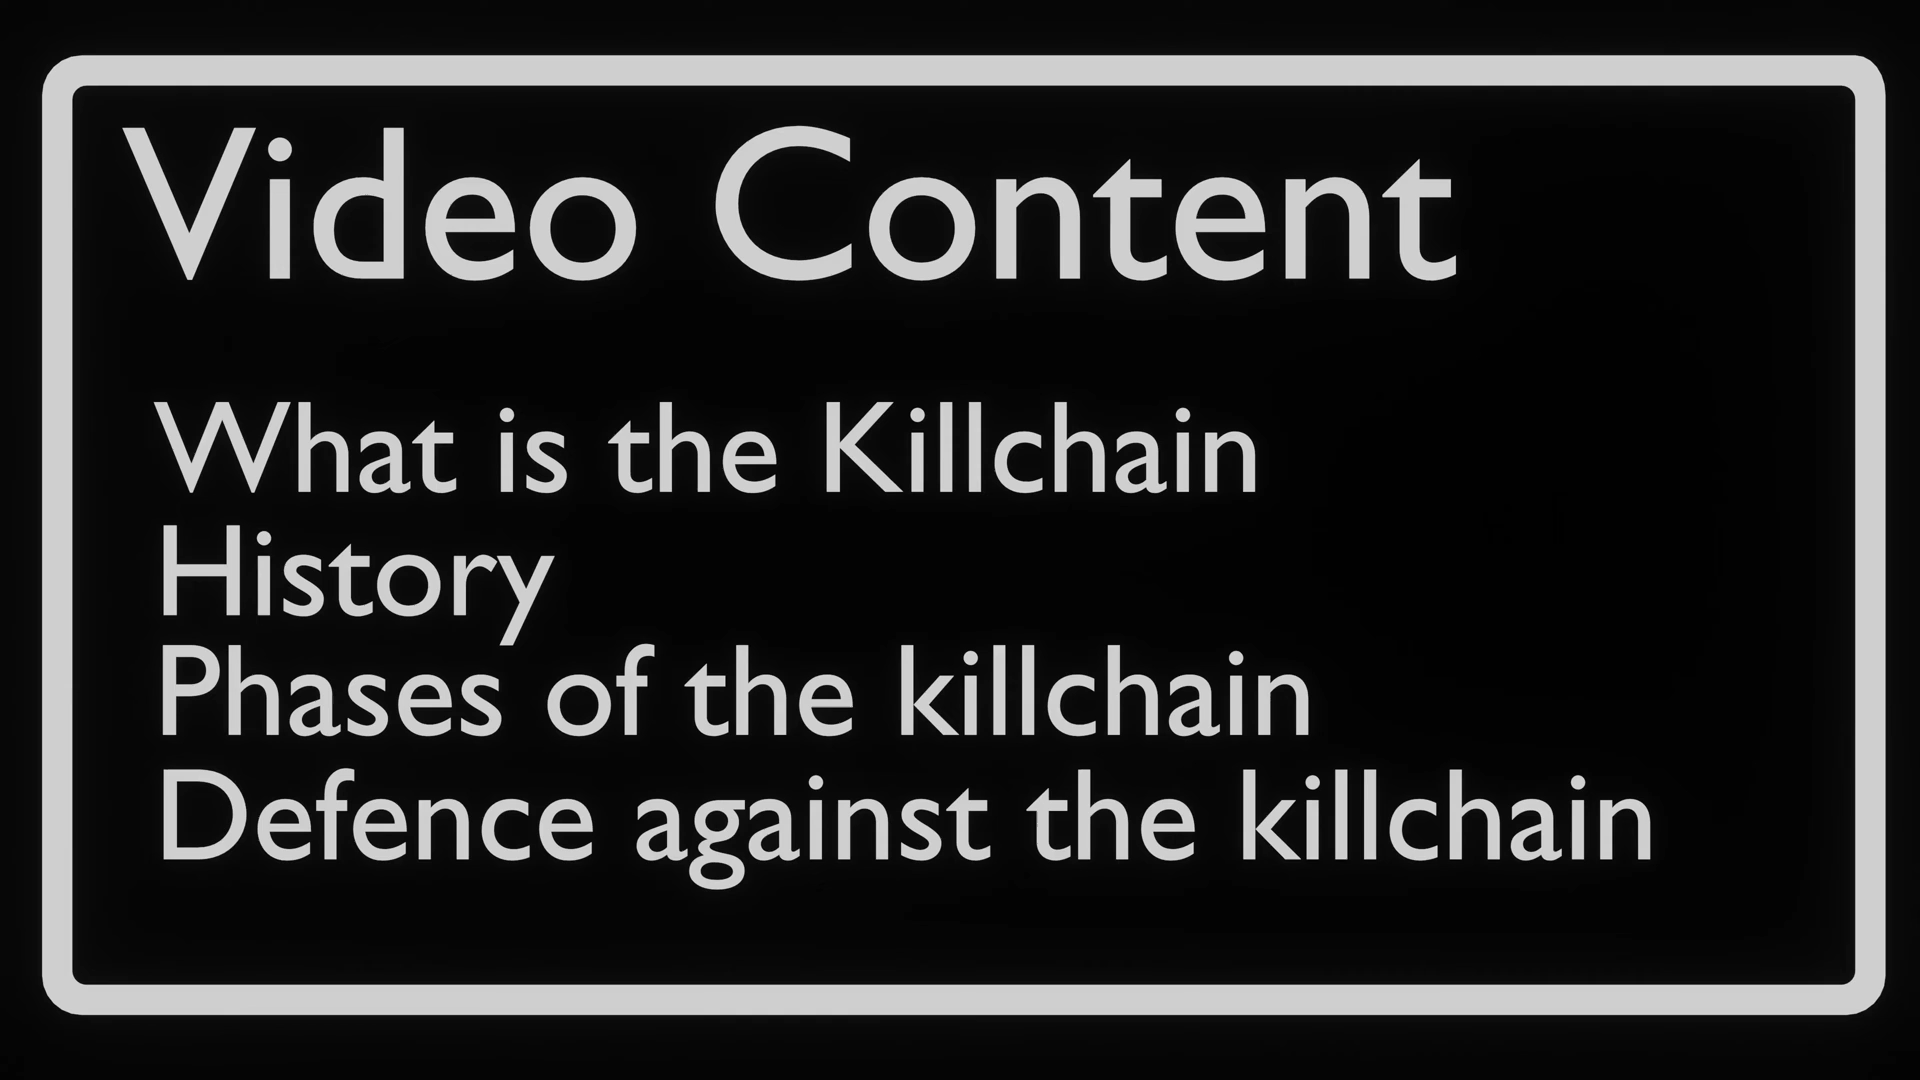 Video Content
What is the Killchain
History
Phases of the killchain
Defence against the killchain